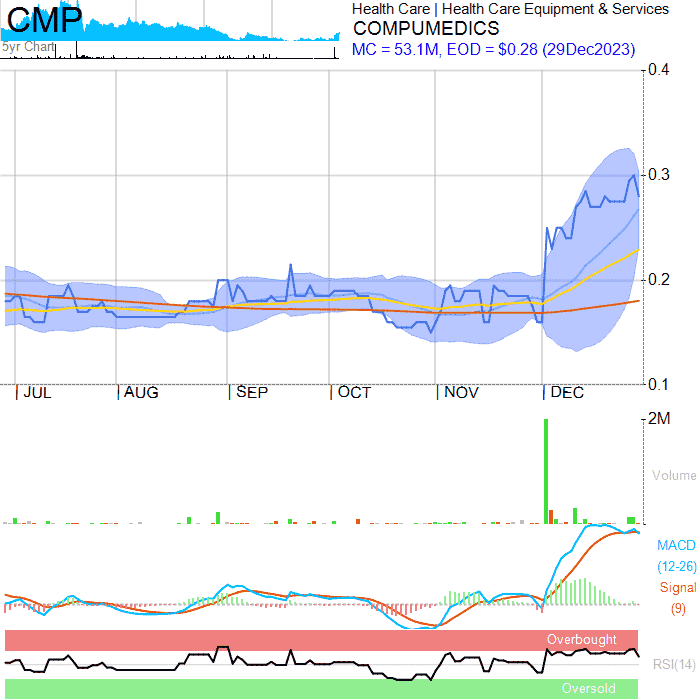 CMP
5yr Chart
Health Care | Health Care Equipment & Services
COMPUMEDICS
MC = 53.1M, EOD = $0.28 (29Dec2023)
0.4
0.3
0.2
0.1
JUL AUG SEP OCT NOV DEC
2M
Volume
MACD
(12-26)
Signal
(9)
Overbought
RSI(14)
Oversold